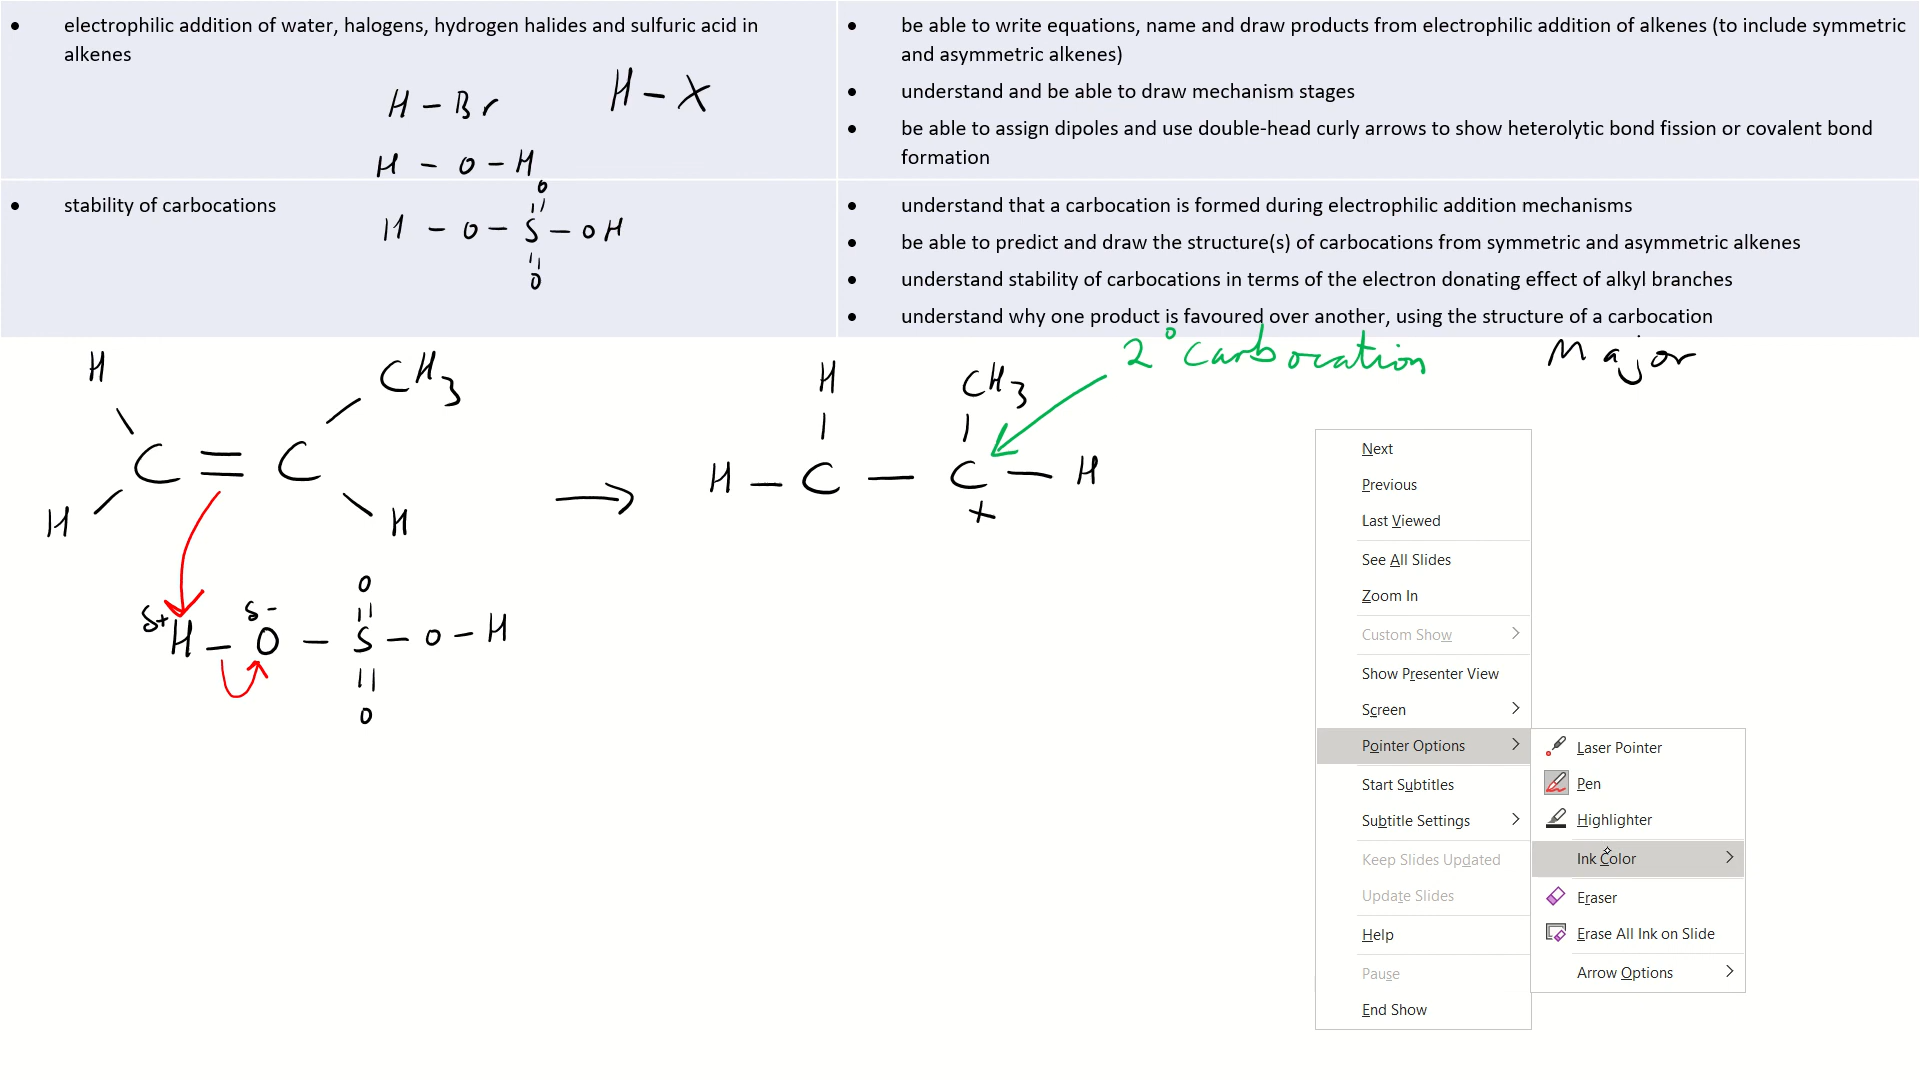 • electrophilic addition of water, halogens, hydrogen halides and sulfuric acid in
alkenes
H - Br
H - X
H - O - H
O
H - O - S - OH
O
• be able to write equations, name and draw products from electrophilic addition of alkenes (to include symmetric
and asymmetric alkenes)
• understand and be able to draw mechanism stages
• be able to assign dipoles and use double-head curly arrows to show heterolytic bond fission or covalent bond
formation
• stability of carbocations
• understand that a carbocation is formed during electrophilic addition mechanisms
• be able to predict and draw the structure(s) of carbocations from symmetric and asymmetric alkenes
• understand stability of carbocations in terms of the electron donating effect of alkyl branches
• understand why one product is favoured over another, using the structure of a carbocation
2° Carbocation
Major
H CH3
C = C
H H
O
δ+ δ-
H - O - S - O - H
O
H CH3
H - C - C - H
+
Next
Previous
Last Viewed
See All Slides
Zoom In
Custom Show
Show Presenter View
Screen
Pointer Options
Start Subtitles
Subtitle Settings
Keep Slides Updated
Update Slides
Help
Pause
End Show
Laser Pointer
Pen
Highlighter
Ink Color
Eraser
Erase All Ink on Slide
Arrow Options